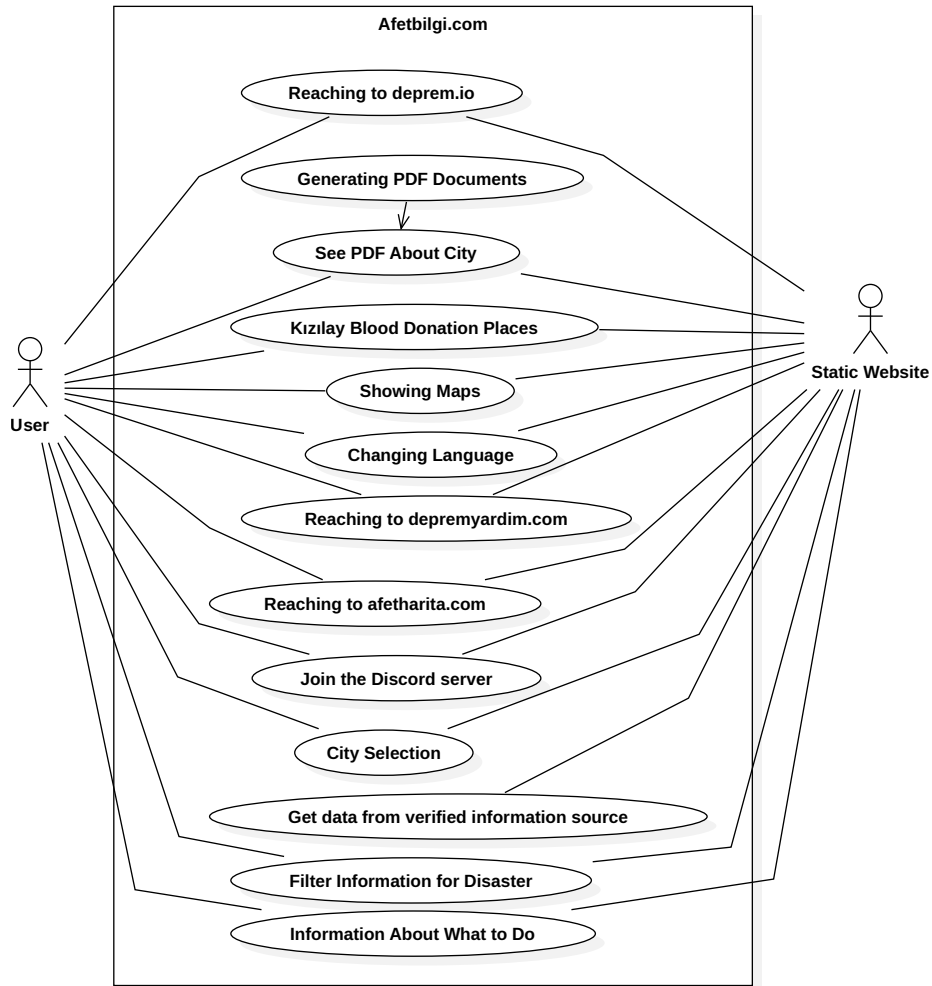 Afetbilgi.com
Reaching to deprem.io
Generating PDF Documents
See PDF About City
Kızılay Blood Donation Places
Showing Maps
Static Website
User
Changing Language
Reaching to depremyardim.com
Reaching to afetharita.com
Join the Discord server
City Selection
Get data from verified information source
Filter Information for Disaster
Information About What to Do